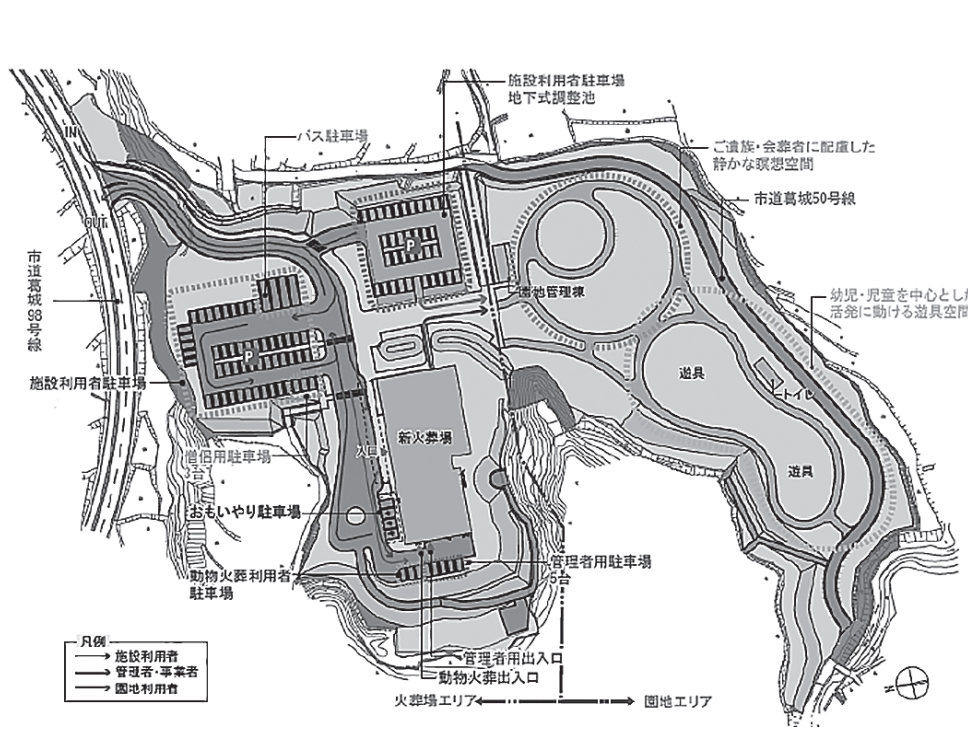 施設利用者駐車場
地下式調整池
IN
バス駐車場
ご遺族・会葬者に配慮した
静かな瞑想空間
市道葛城50号線
P
OUT
市道葛城98号線
園地管理棟
幼児・児童を中心とした
活発に動ける遊具空間
P
施設利用者駐車場
遊具
トイレ
新火葬場
入口
僧侶用駐車場
3台
遊具
おもいやり駐車場
動物火葬利用者
駐車場
管理者用駐車場
5台
凡例
施設利用者
管理者・事業者
園地利用者
管理者用出入口
動物火葬出入口
火葬場エリア
園地エリア
N